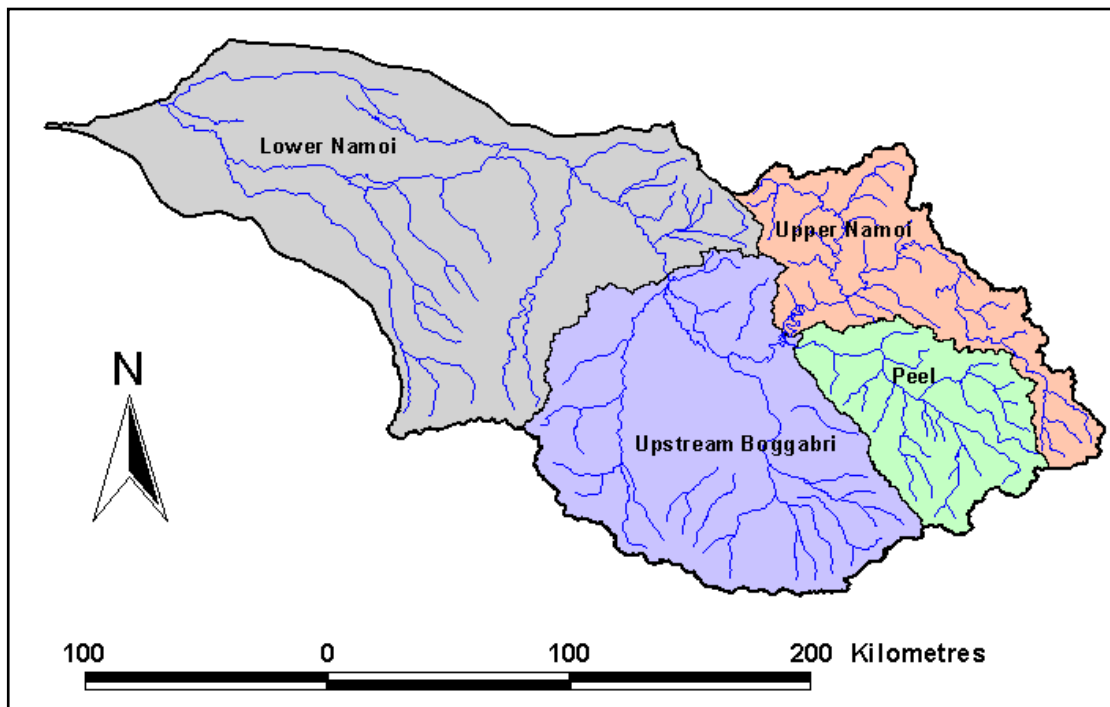 Lower Namoi
Upper Namoi
Peel
N
Upstream Boggabri
100 0 100 200 Kilometres